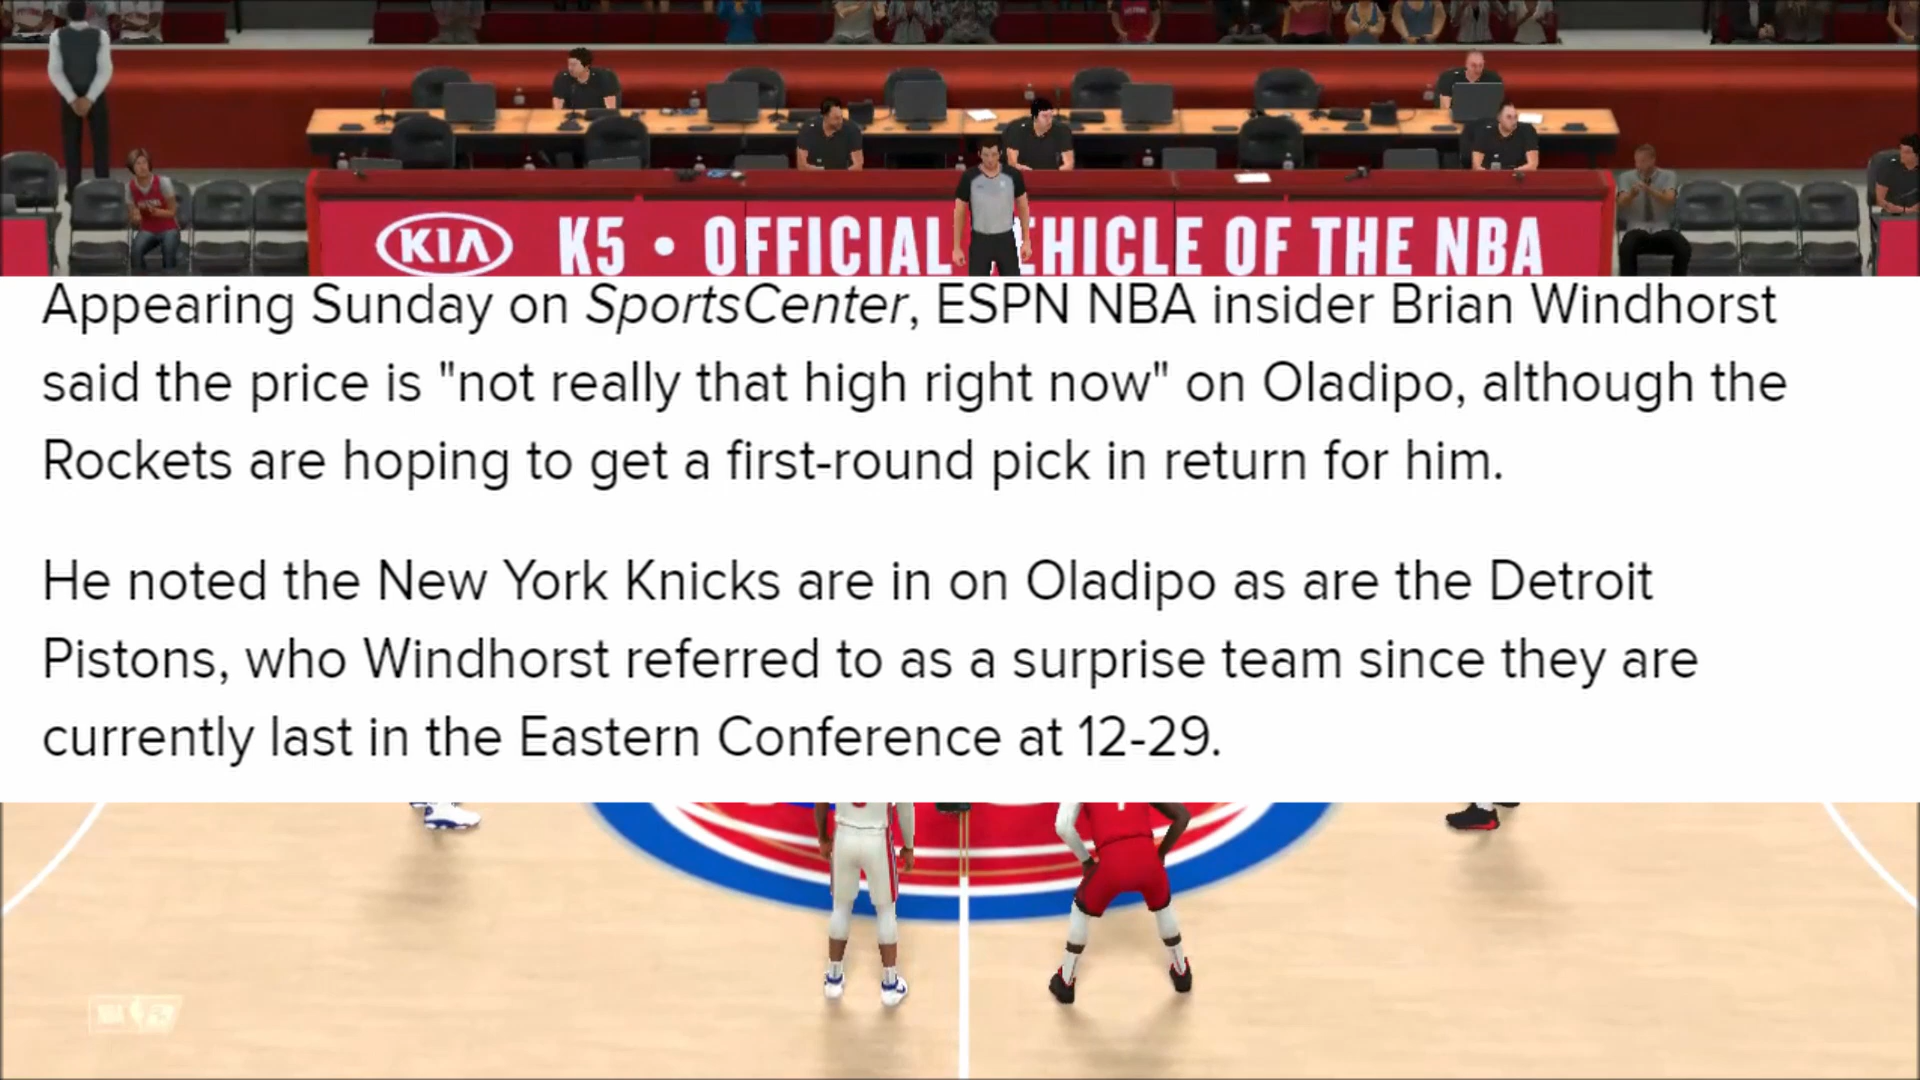 KIA K5 • OFFICIAL EHICLE OF THE NBA
Appearing Sunday on SportsCenter, ESPN NBA insider Brian Windhorst
said the price is "not really that high right now" on Oladipo, although the
Rockets are hoping to get a first-round pick in return for him.
He noted the New York Knicks are in on Oladipo as are the Detroit
Pistons, who Windhorst referred to as a surprise team since they are
currently last in the Eastern Conference at 12-29.
NBA